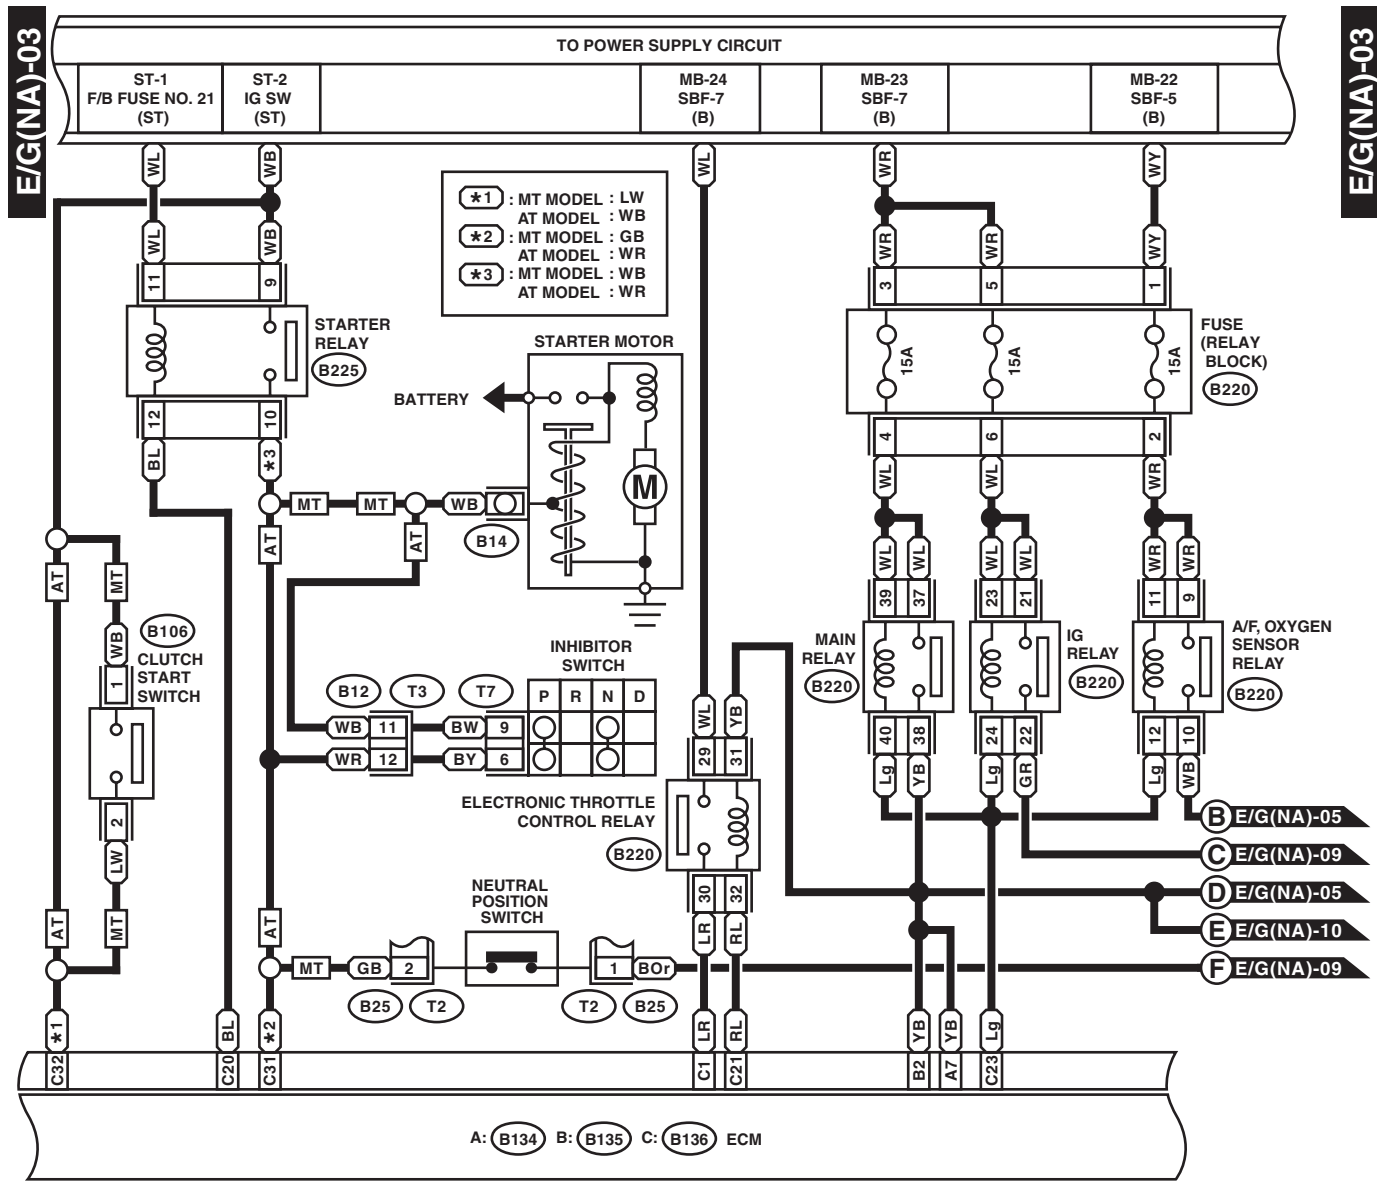 E/G(NA)-03
E/G(NA)-03
TO POWER SUPPLY CIRCUIT
ST-1
F/B FUSE NO. 21
(ST)
ST-2
IG SW
(ST)
MB-24
SBF-7
(B)
MB-23
SBF-7
(B)
MB-22
SBF-5
(B)
WL
WB
WL
WR
WY
WL
WB
WR
WR
WY
*1 : MT MODEL : LW
AT MODEL : WB
*2 : MT MODEL : GB
AT MODEL : WR
*3 : MT MODEL : WB
AT MODEL : WR
11
9
3
5
1
STARTER
RELAY
B225
STARTER MOTOR
BATTERY
M
15A
15A
15A
FUSE
(RELAY
BLOCK)
B220
12
10
4
6
2
BL
*3
WL
WL
WR
MT
MT
WB
B14
AT
AT
AT
MT
WL
WL
WL
WL
WR
WR
39
37
23
21
11
9
WB
B106
CLUTCH
START
SWITCH
1
MAIN
RELAY
B220
IG
RELAY
B220
A/F, OXYGEN
SENSOR
RELAY
B220
INHIBITOR
SWITCH
B12
T3
T7
P
R
N
D
WB
11
BW
9
WR
12
BY
6
WL
YB
29
31
40
38
24
22
12
10
Lg
YB
Lg
GR
Lg
WB
ELECTRONIC THROTTLE
CONTROL RELAY
B220
2
LW
B E/G(NA)-05
C E/G(NA)-09
D E/G(NA)-05
E E/G(NA)-10
F E/G(NA)-09
30
32
LR
RL
NEUTRAL
POSITION
SWITCH
AT
MT
AT
MT
GB
2
1
BOr
B25
T2
T2
B25
*1
BL
*2
LR
RL
YB
YB
Lg
C32
C20
C31
C1
C21
B2
A7
C23
A: B134 B: B135 C: B136 ECM